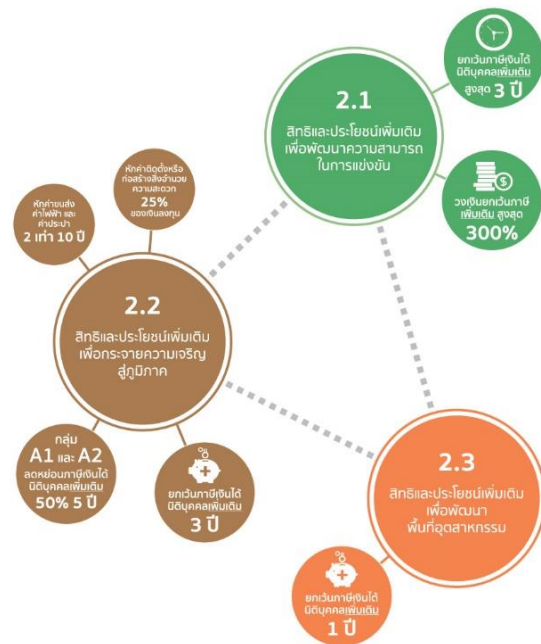 ยกเว้นภาษีเงินได้
นิติบุคคลเพิ่มเติม
สูงสุด 3 ปี
2.1
สิทธิและประโยชน์เพิ่มเติม
เพื่อพัฒนาความสามารถ
ในการแข่งขัน
วงเงินยกเว้นภาษี
เพิ่มเติม สูงสุด
300%
หักค่าติดตั้งหรือ
ก่อสร้างสิ่งอำนวย
ความสะดวก
25%
ของเงินลงทุน
หักค่าขนส่ง
ค่าไฟฟ้า และ
ค่าประปา
2 เท่า 10 ปี
2.2
สิทธิและประโยชน์เพิ่มเติม
เพื่อกระจายความเจริญ
สู่ภูมิภาค
กลุ่ม
A1 และ A2
ลดหย่อนภาษีเงินได้
นิติบุคคลเพิ่มเติม
50% 5 ปี
ยกเว้นภาษีเงินได้
นิติบุคคลเพิ่มเติม
3 ปี
2.3
สิทธิและประโยชน์เพิ่มเติม
เพื่อพัฒนา
พื้นที่อุตสาหกรรม
ยกเว้นภาษีเงินได้
นิติบุคคลเพิ่มเติม
1 ปี